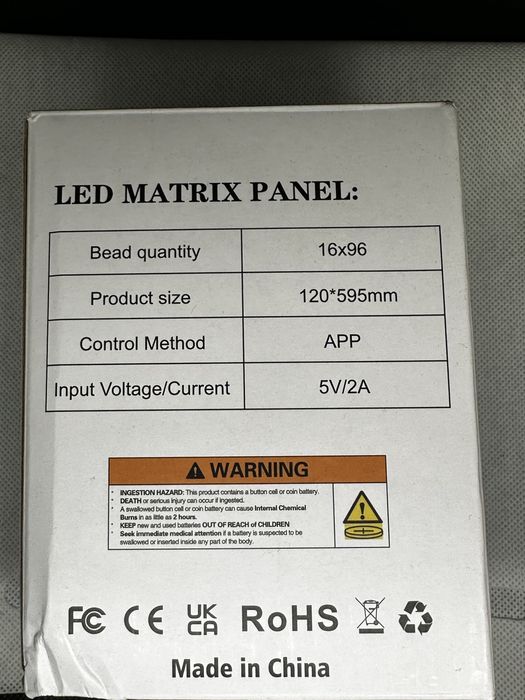 LED MATRIX PANEL:
Bead quantity 16x96
Product size 120*595mm
Control Method APP
Input Voltage/Current 5V/2A
WARNING
• INGESTION HAZARD: This product contains a button cell or coin battery.
• DEATH or serious injury can occur if ingested.
• A swallowed button cell or coin battery can cause Internal Chemical
Burns in as little as 2 hours.
• KEEP new and used batteries OUT OF REACH of CHILDREN
• Seek immediate medical attention if a battery is suspected to be
swallowed or inserted inside any part of the body.
FC CE UK
CA RoHS
Made in China